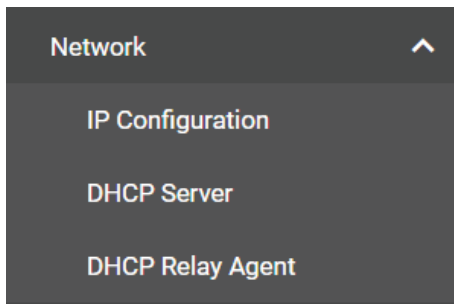 Network
IP Configuration
DHCP Server
DHCP Relay Agent